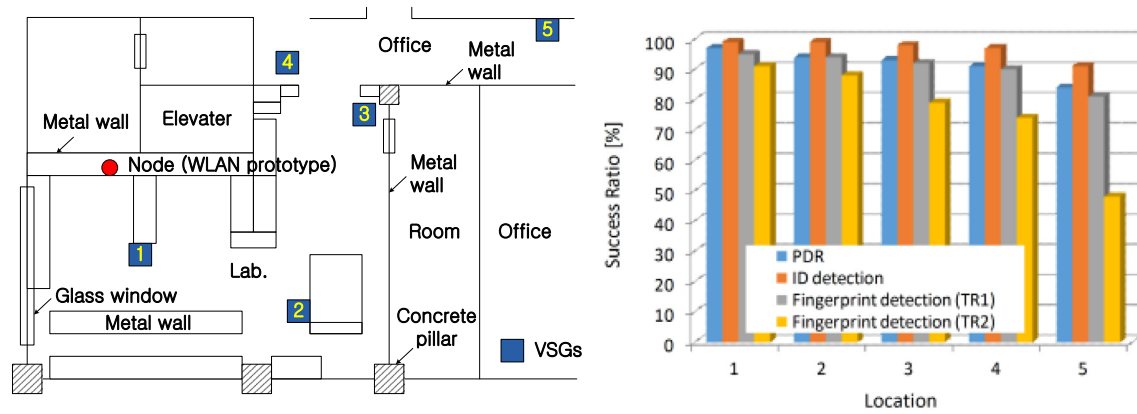 5
Office
Metal
wall
4
Elevater
3
Metal wall
Node (WLAN prototype)
Metal
wall
Room
Office
1
Lab.
Glass window
2
Metal wall
Concrete
pillar
VSGs
Success Ratio [%]
100
90
80
70
60
50
40
30
20
10
0
PDR
ID detection
Fingerprint detection (TR1)
Fingerprint detection (TR2)
1 2 3 4 5
Location